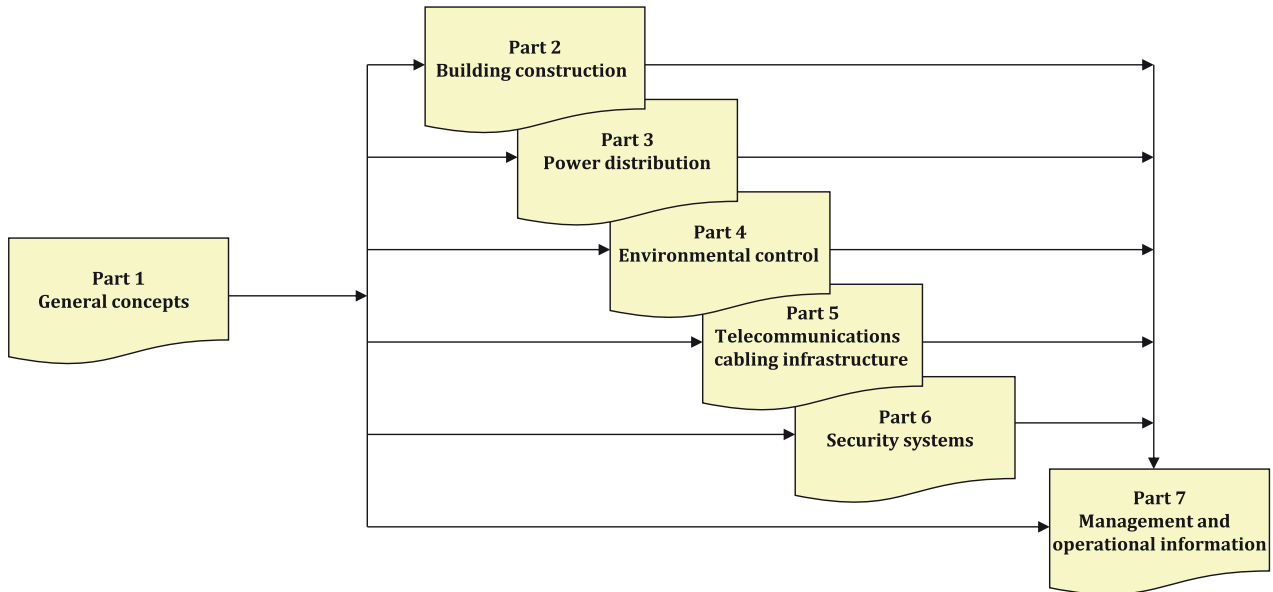 Part 2
Building construction
Part 3
Power distribution
Part 4
Environmental control
Part 1
General concepts
Part 5
Telecommunications
cabling infrastructure
Part 6
Security systems
Part 7
Management and
operational information